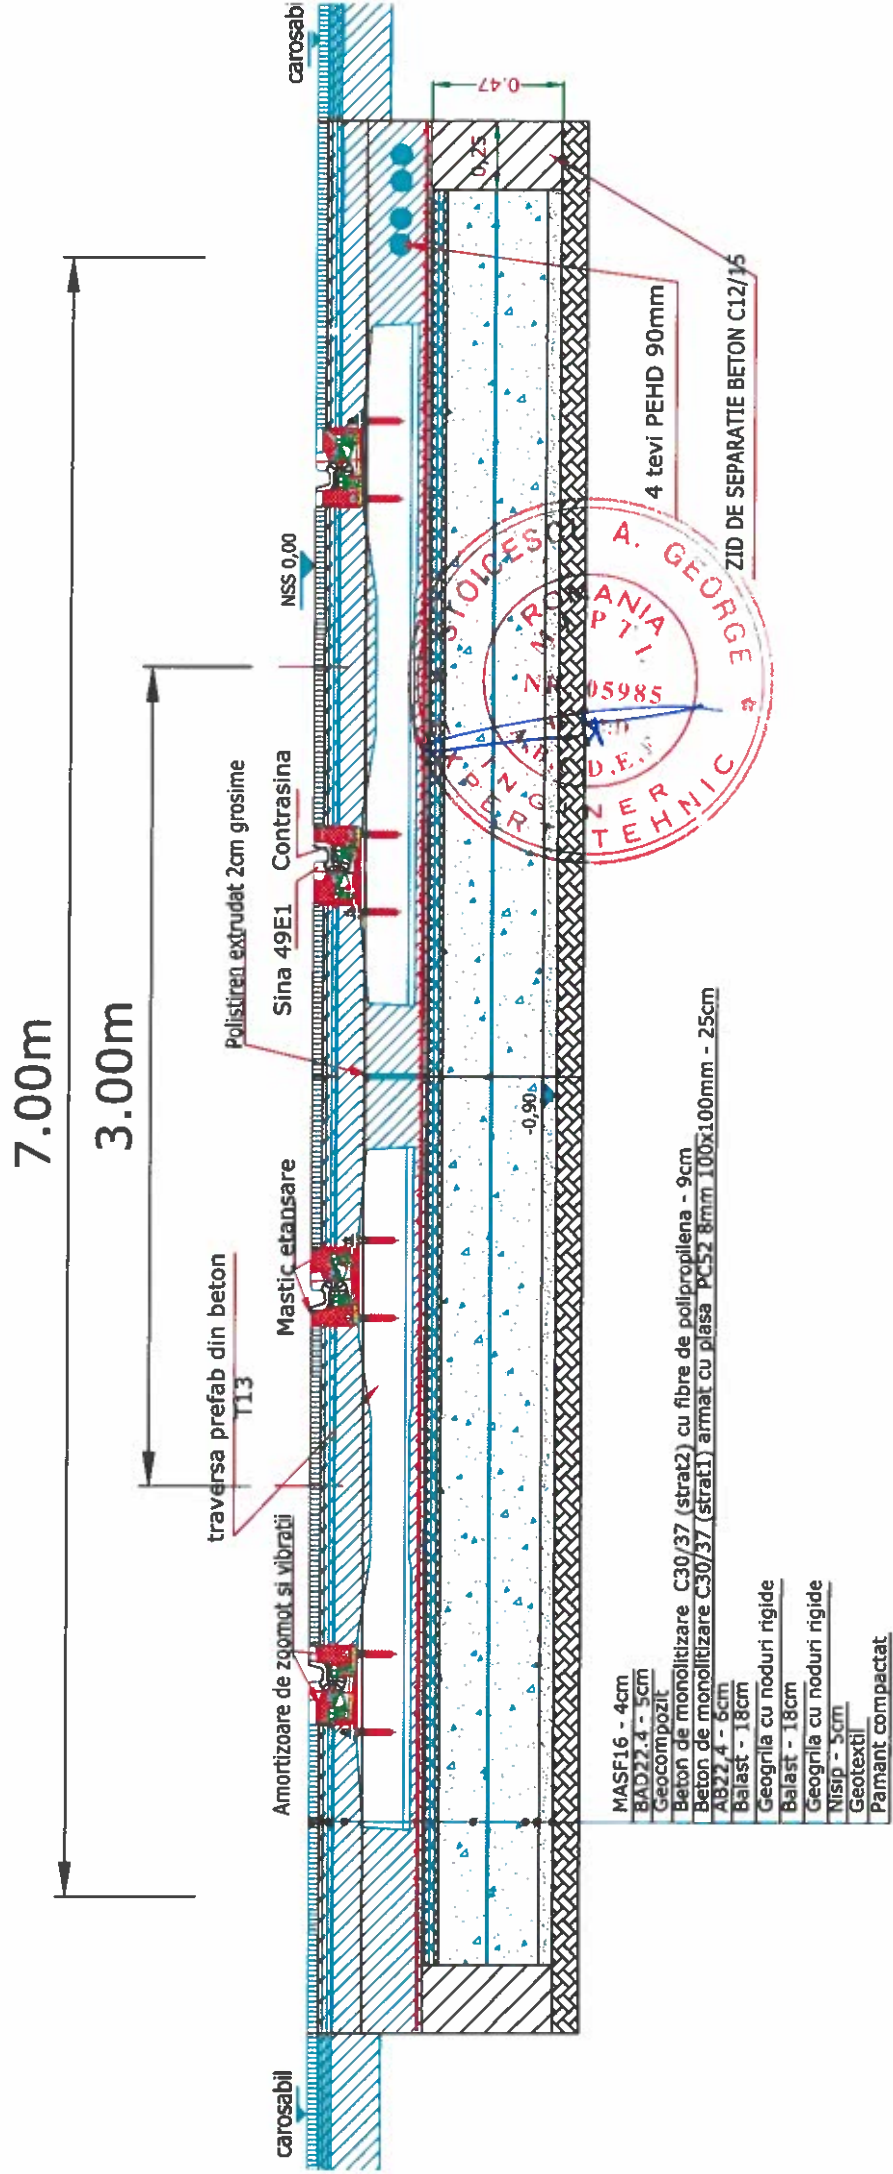 7.00m
3.00m
carosabil
carosabi
Amortizoare de zgomot si vibratii
traversa prefab din beton
T13
Mastic etansare
Polistiren extrudat 2cm grosime
Sina 49E1
Contrasina
NSS 0,00
0.47
0,25
-0,90
4 tevi PEHD 90mm
ZID DE SEPARATIE BETON C12/15
MASF16 - 4cm
BAD22.4 - 5cm
Geocompozit
Beton de monolitizare C30/37 (strat2) cu fibre de polipropilena - 9cm
Beton de monolitizare C30/37 (strat1) armat cu plasa PC52 8mm 100x100mm - 25cm
AB22,4 - 6cm
Balast - 18cm
Geogrila cu noduri rigide
Balast - 18cm
Geogrila cu noduri rigide
Nisip - 5cm
Geotextil
Pamant compactat
STOICESCU A. GEORGE
ROMANIA
05985
TEHNIC